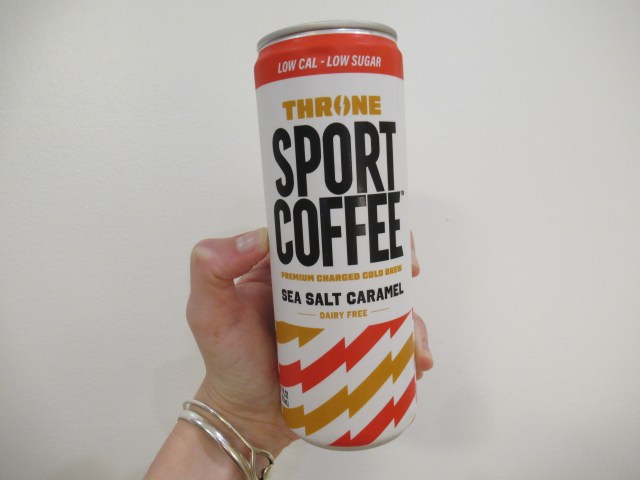 LOW CAL - LOW SUGAR
THRONE
SPORT
COFFEE
PREMIUM CHARGED COLD BREW
SEA SALT CARAMEL
DAIRY FREE